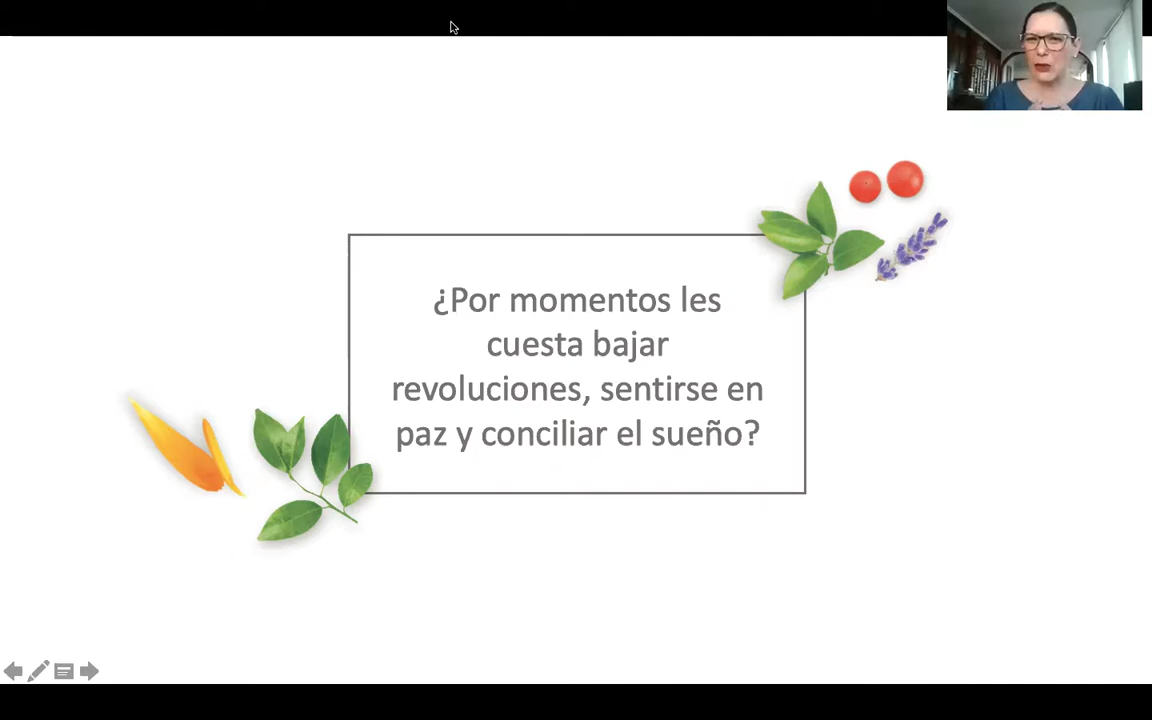 ¿Por momentos les
cuesta bajar
revoluciones, sentirse en
paz y conciliar el sueño?